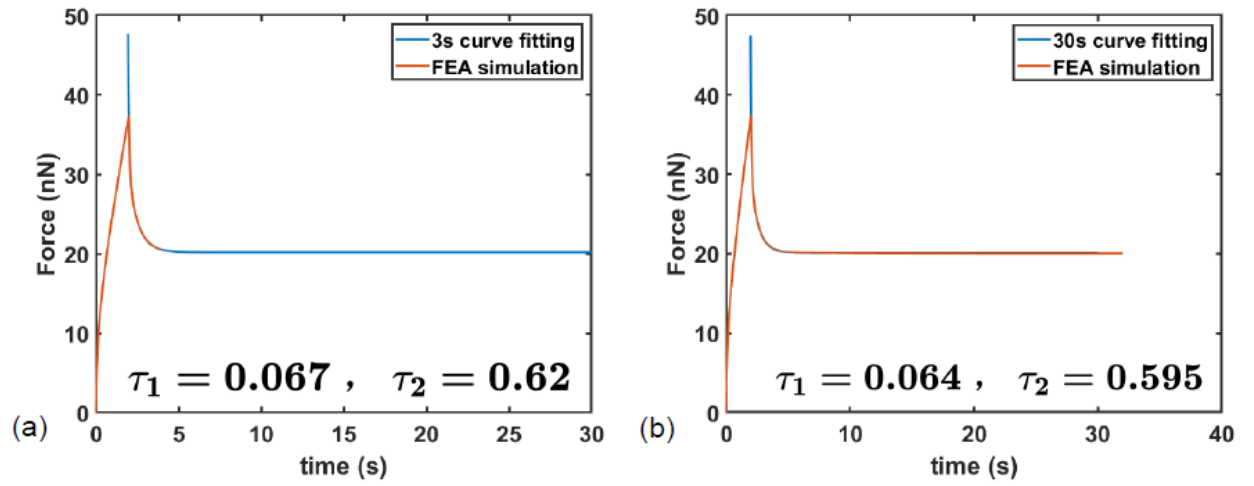 50
40
30
20
10
0
Force (nN)
3s curve fitting
FEA simulation
τ₁ = 0.067 , τ₂ = 0.62
0 5 10 15 20 25 30
time (s)
(a)
50
40
30
20
10
0
Force (nN)
30s curve fitting
FEA simulation
τ₁ = 0.064 , τ₂ = 0.595
0 10 20 30 40
time (s)
(b)